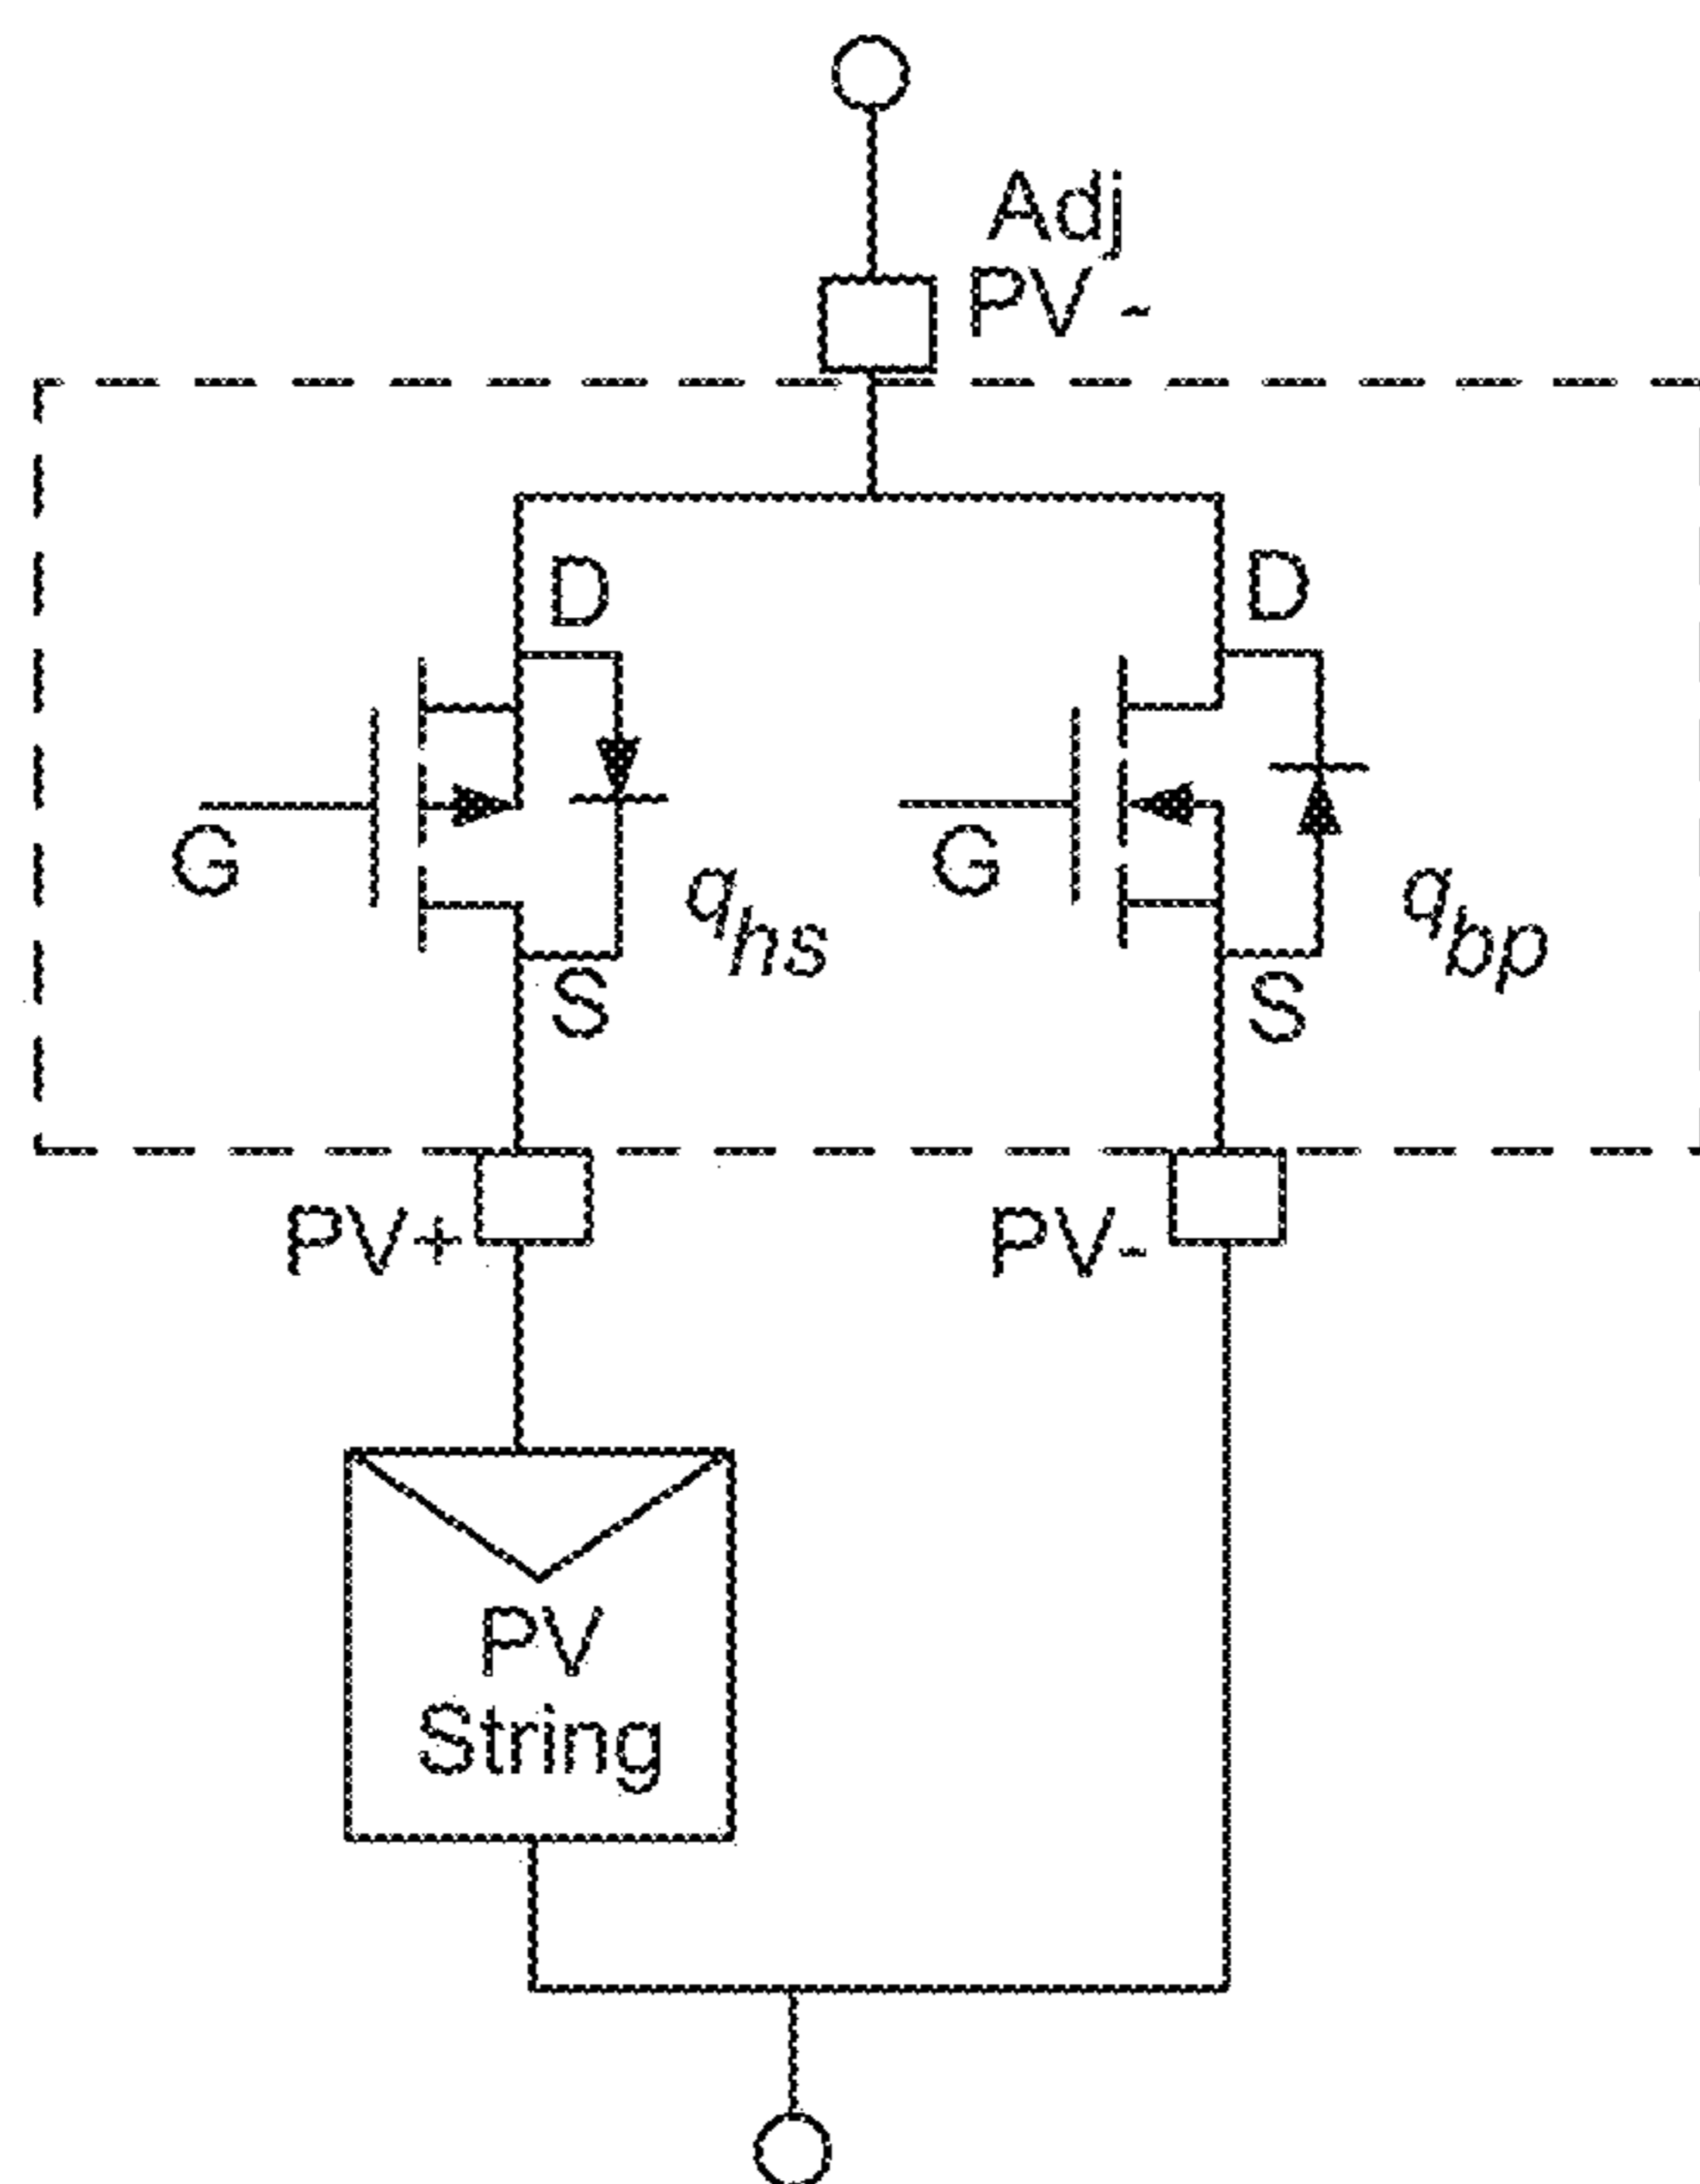 Adj
PV -
D
D
G
q_hs
G
q_bp
S
S
PV+
PV-
PV
String